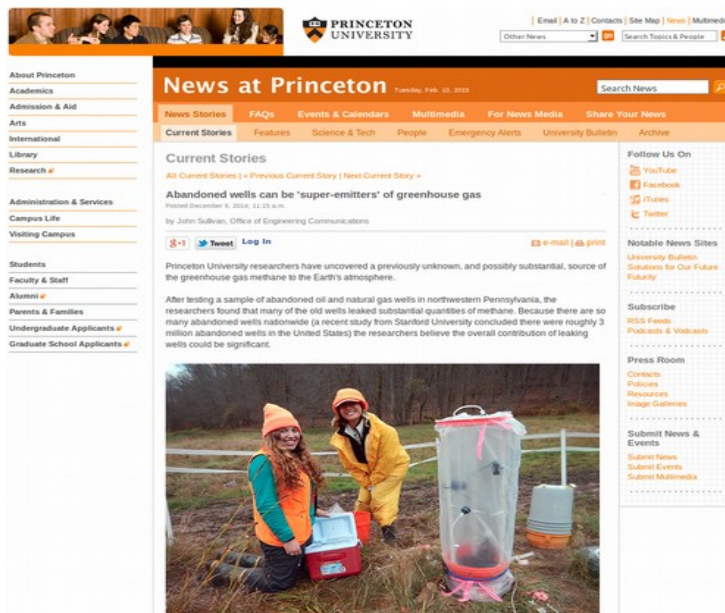 PRINCETON
UNIVERSITY
Email | A to Z | Contacts | Site Map | News | Multimedia
Other News
go
Search Topics & People
About Princeton
Academics
Admission & Aid
Arts
International
Library
Research
Administration & Services
Campus Life
Visiting Campus
Students
Faculty & Staff
Alumni
Parents & Families
Undergraduate Applicants
Graduate School Applicants
News at Princeton
Tuesday, Feb. 10, 2015
Search News
News Stories FAQs Events & Calendars Multimedia For News Media Share Your News
Current Stories Features Science & Tech People Emergency Alerts University Bulletin Archive
Current Stories
All Current Stories | « Previous Current Story | Next Current Story »
Abandoned wells can be 'super-emitters' of greenhouse gas
Posted December 9, 2014; 11:15 a.m.
by John Sullivan, Office of Engineering Communications
g+1 Tweet Log In
e-mail | print
Princeton University researchers have uncovered a previously unknown, and possibly substantial, source of
the greenhouse gas methane to the Earth's atmosphere.
After testing a sample of abandoned oil and natural gas wells in northwestern Pennsylvania, the
researchers found that many of the old wells leaked substantial quantities of methane. Because there are so
many abandoned wells nationwide (a recent study from Stanford University concluded there were roughly 3
million abandoned wells in the United States) the researchers believe the overall contribution of leaking
wells could be significant.
Follow Us On
YouTube
Facebook
iTunes
Twitter
Notable News Sites
University Bulletin
Solutions for Our Future
Futurity
Subscribe
RSS Feeds
Podcasts & Vodcasts
Press Room
Contacts
Policies
Resources
Image Galleries
Submit News &
Events
Submit News
Submit Events
Submit Multimedia